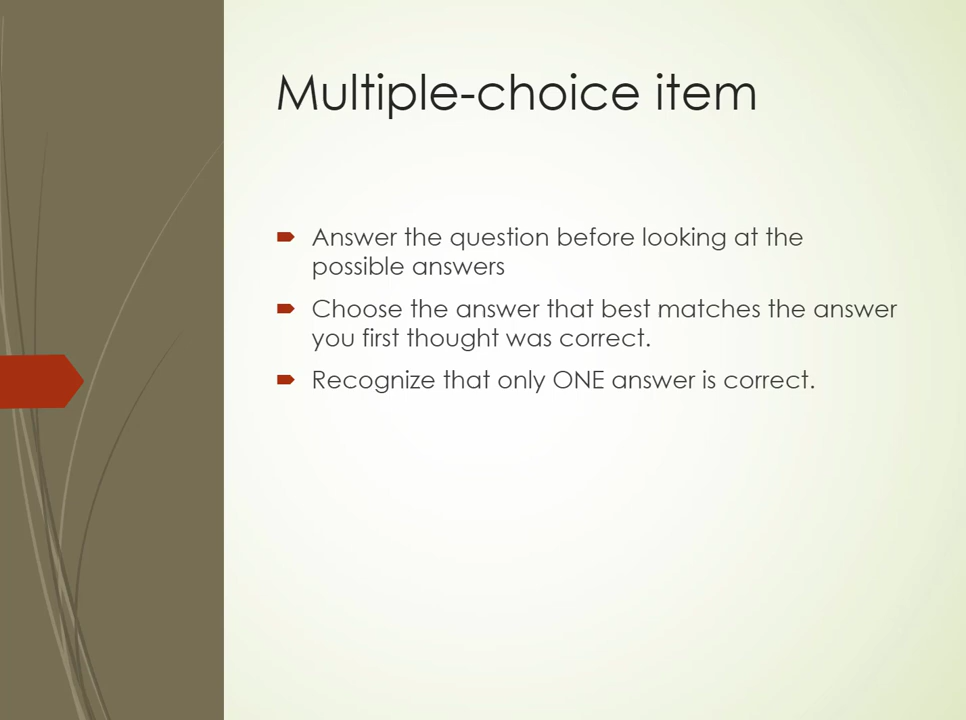 Multiple-choice item
Answer the question before looking at the
possible answers
Choose the answer that best matches the answer
you first thought was correct.
Recognize that only ONE answer is correct.